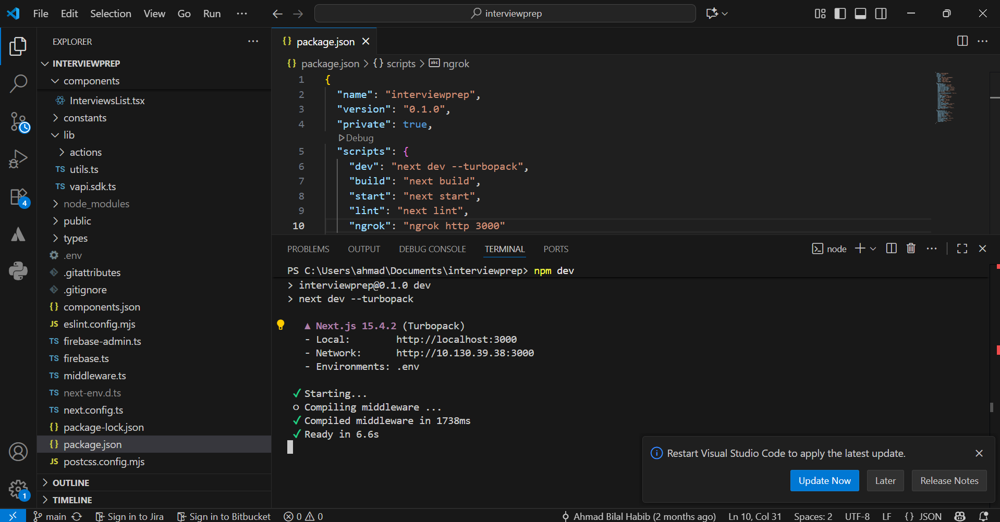 File Edit Selection View Go Run ...
interviewprep
EXPLORER
INTERVIEWPREP
components
InterviewsList.tsx
constants
lib
actions
TS utils.ts
TS vapi.sdk.ts
node_modules
public
types
.env
.gitattributes
.gitignore
{} components.json
JS eslint.config.mjs
TS firebase-admin.ts
TS firebase.ts
TS middleware.ts
TS next-env.d.ts
TS next.config.ts
{} package-lock.json
{} package.json
JS postcss.config.mjs
OUTLINE
TIMELINE
4
1
{} package.json
{} package.json > {} scripts > abc ngrok
1 {
2 "name": "interviewprep",
3 "version": "0.1.0",
4 "private": true,
Debug
5 "scripts": {
6 "dev": "next dev --turbopack",
7 "build": "next build",
8 "start": "next start",
9 "lint": "next lint",
10 "ngrok": "ngrok http 3000"
PROBLEMS OUTPUT DEBUG CONSOLE TERMINAL PORTS
node
PS C:\Users\ahmad\Documents\interviewprep> npm dev
> interviewprep@0.1.0 dev
> next dev --turbopack
▲ Next.js 15.4.2 (Turbopack)
- Local: http://localhost:3000
- Network: http://10.130.39.38:3000
- Environments: .env
✓ Starting...
○ Compiling middleware ...
✓ Compiled middleware in 1738ms
✓ Ready in 6.6s
Restart Visual Studio Code to apply the latest update.
Update Now Later Release Notes
main Sign in to Jira Sign in to Bitbucket 0 0 Ahmad Bilal Habib (2 months ago) Ln 10, Col 31 Spaces: 2 UTF-8 LF {} JSON